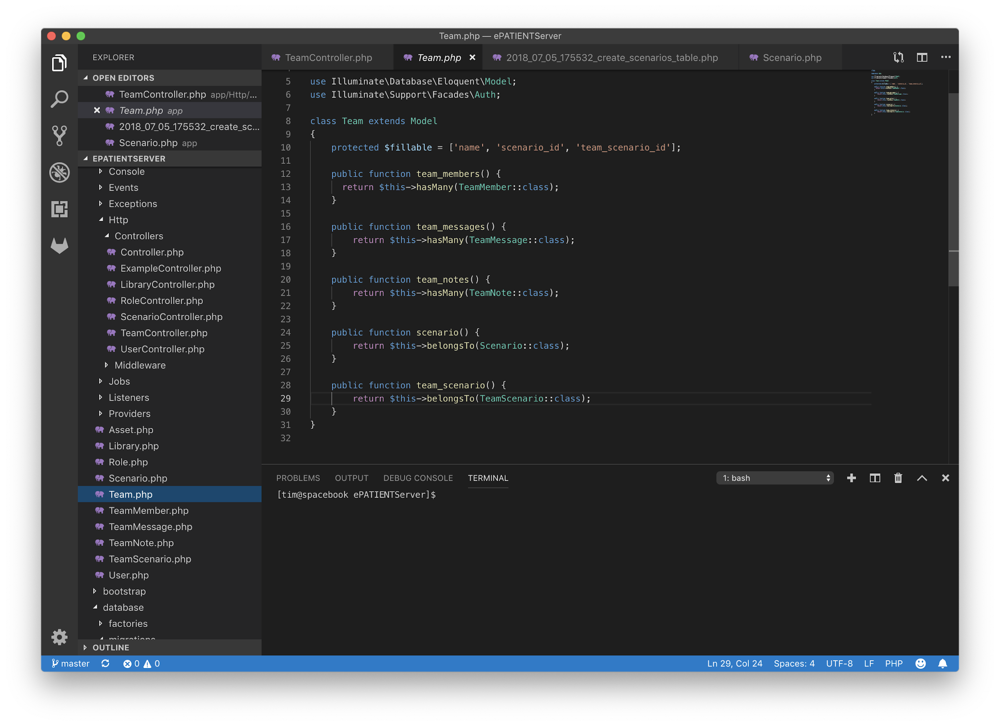 Team.php — ePATIENTServer
EXPLORER
OPEN EDITORS
TeamController.php app/Http/...
Team.php app
2018_07_05_175532_create_sc...
Scenario.php app
EPATIENTSERVER
Console
Events
Exceptions
Http
Controllers
Controller.php
ExampleController.php
LibraryController.php
RoleController.php
ScenarioController.php
TeamController.php
UserController.php
Middleware
Jobs
Listeners
Providers
Asset.php
Library.php
Role.php
Scenario.php
Team.php
TeamMember.php
TeamMessage.php
TeamNote.php
TeamScenario.php
User.php
bootstrap
database
factories
migrations
OUTLINE
TeamController.php Team.php 2018_07_05_175532_create_scenarios_table.php Scenario.php
5 use Illuminate\Database\Eloquent\Model;
6 use Illuminate\Support\Facades\Auth;
7
8 class Team extends Model
9 {
10 protected $fillable = ['name', 'scenario_id', 'team_scenario_id'];
11
12 public function team_members() {
13 return $this->hasMany(TeamMember::class);
14 }
15
16 public function team_messages() {
17 return $this->hasMany(TeamMessage::class);
18 }
19
20 public function team_notes() {
21 return $this->hasMany(TeamNote::class);
22 }
23
24 public function scenario() {
25 return $this->belongsTo(Scenario::class);
26 }
27
28 public function team_scenario() {
29 return $this->belongsTo(TeamScenario::class);
30 }
31 }
32
PROBLEMS OUTPUT DEBUG CONSOLE TERMINAL 1: bash
[tim@spacebook ePATIENTServer]$
master 0 0 Ln 29, Col 24 Spaces: 4 UTF-8 LF PHP